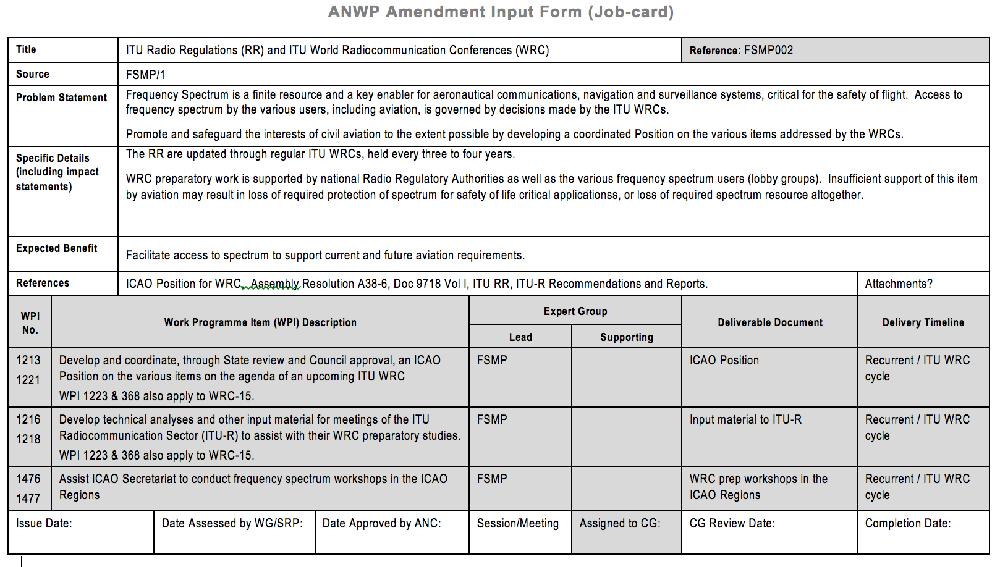 ANWP Amendment Input Form (Job-card)
Title
ITU Radio Regulations (RR) and ITU World Radiocommunication Conferences (WRC)
Reference: FSMP002
Source
FSMP/1
Problem Statement
Frequency Spectrum is a finite resource and a key enabler for aeronautical communications, navigation and surveillance systems, critical for the safety of flight.  Access to
frequency spectrum by the various users, including aviation, is governed by decisions made by the ITU WRCs.
Promote and safeguard the interests of civil aviation to the extent possible by developing a coordinated Position on the various items addressed by the WRCs.
Specific Details
(including impact
statements)
The RR are updated through regular ITU WRCs, held every three to four years.
WRC preparatory work is supported by national Radio Regulatory Authorities as well as the various frequency spectrum users (lobby groups).  Insufficient support of this item
by aviation may result in loss of required protection of spectrum for safety of life critical applicationss, or loss of required spectrum resource altogether.
Expected Benefit
Facilitate access to spectrum to support current and future aviation requirements.
References
ICAO Position for WRC,  Assembly Resolution A38-6, Doc 9718 Vol I, ITU RR, ITU-R Recommendations and Reports.
Attachments?
WPI
No.
Work Programme Item (WPI) Description
Expert Group
Lead
Supporting
Deliverable Document
Delivery Timeline
1213
1221
Develop and coordinate, through State review and Council approval, an ICAO
Position on the various items on the agenda of an upcoming ITU WRC
WPI 1223 & 368 also apply to WRC-15.
FSMP
ICAO Position
Recurrent / ITU WRC
cycle
1216
1218
Develop technical analyses and other input material for meetings of the ITU
Radiocommunication Sector (ITU-R) to assist with their WRC preparatory studies.
WPI 1223 & 368 also apply to WRC-15.
FSMP
Input material to ITU-R
Recurrent / ITU WRC
cycle
1476
1477
Assist ICAO Secretariat to conduct frequency spectrum workshops in the ICAO
Regions
FSMP
WRC prep workshops in the
ICAO Regions
Recurrent / ITU WRC
cycle
Issue Date:
Date Assessed by WG/SRP:
Date Approved by ANC:
Session/Meeting
Assigned to CG:
CG Review Date:
Completion Date: